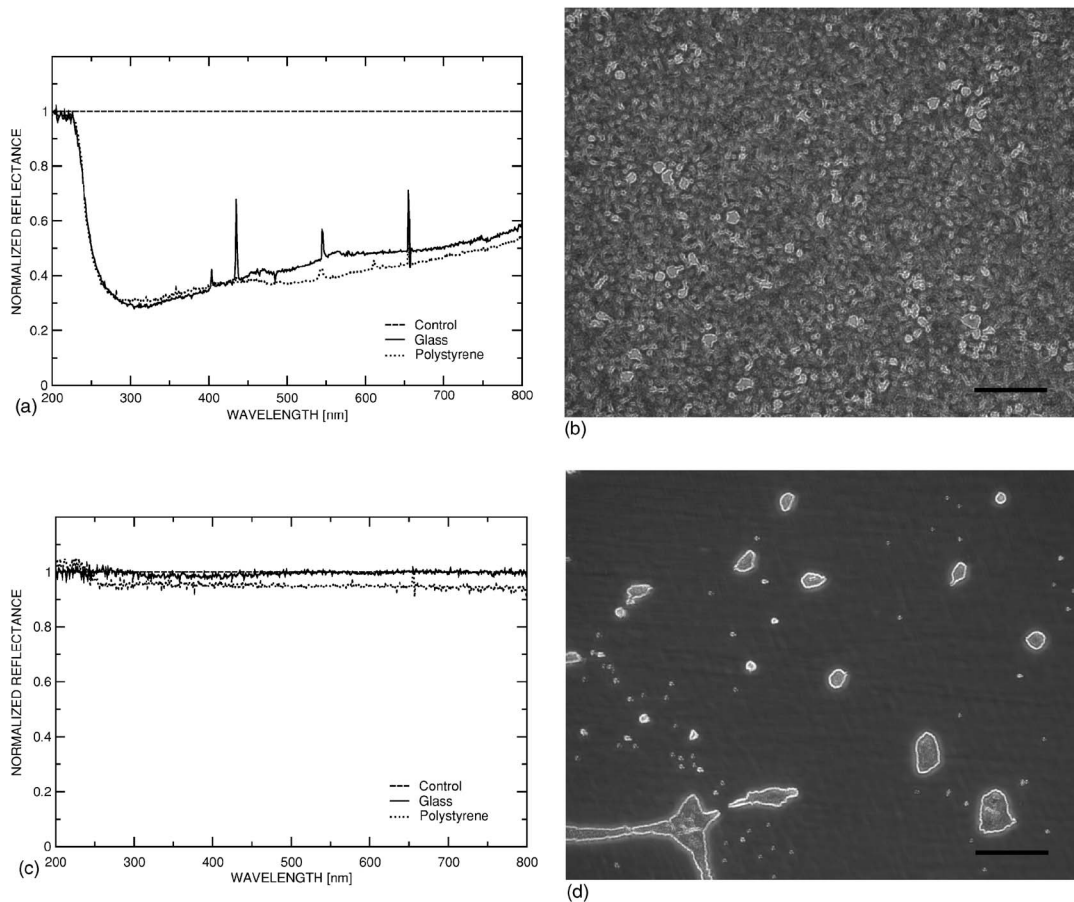 1
0.8
0.6
0.4
0.2
0
NORMALIZED REFLECTANCE
Control
Glass
Polystyrene
200 300 400 500 600 700 800
WAVELENGTH [nm]
(a)
(b)
1
0.8
0.6
0.4
0.2
0
NORMALIZED REFLECTANCE
Control
Glass
Polystyrene
200 300 400 500 600 700 800
WAVELENGTH [nm]
(c)
(d)